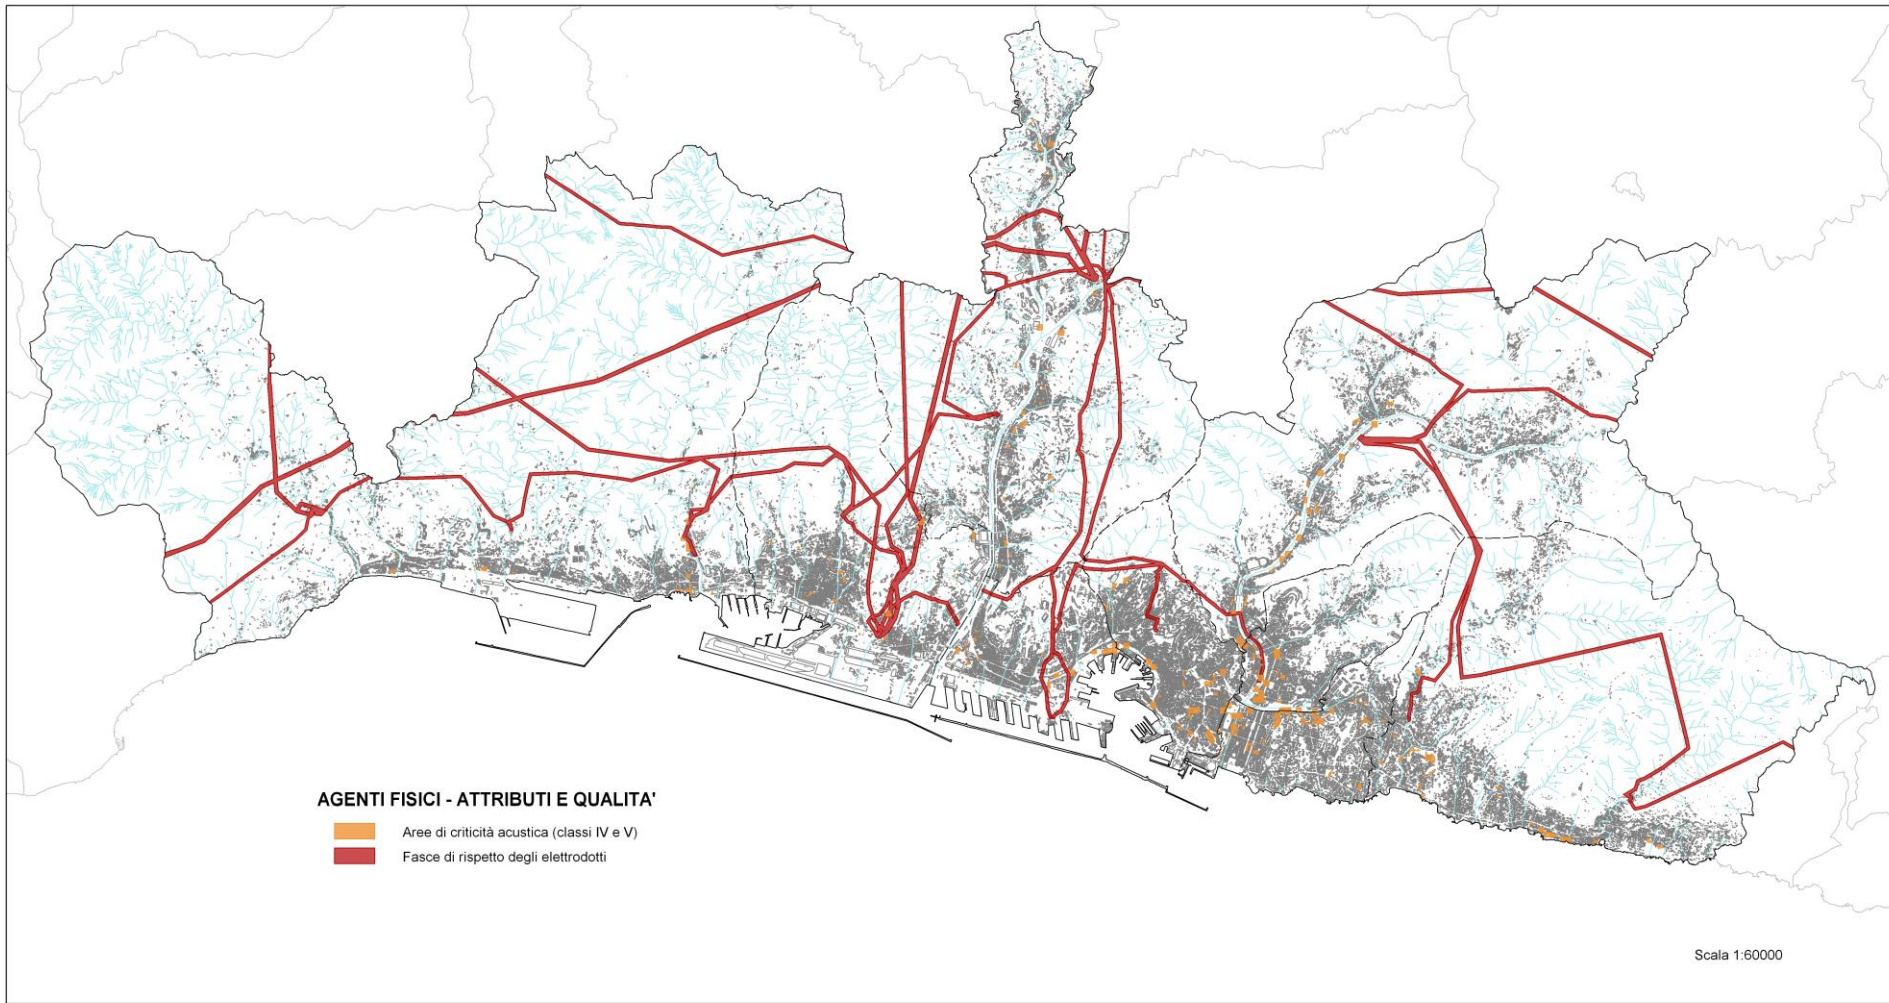 AGENTI FISICI - ATTRIBUTI E QUALITA'
Aree di criticità acustica (classi IV e V)
Fasce di rispetto degli elettrodotti
Scala 1:60000